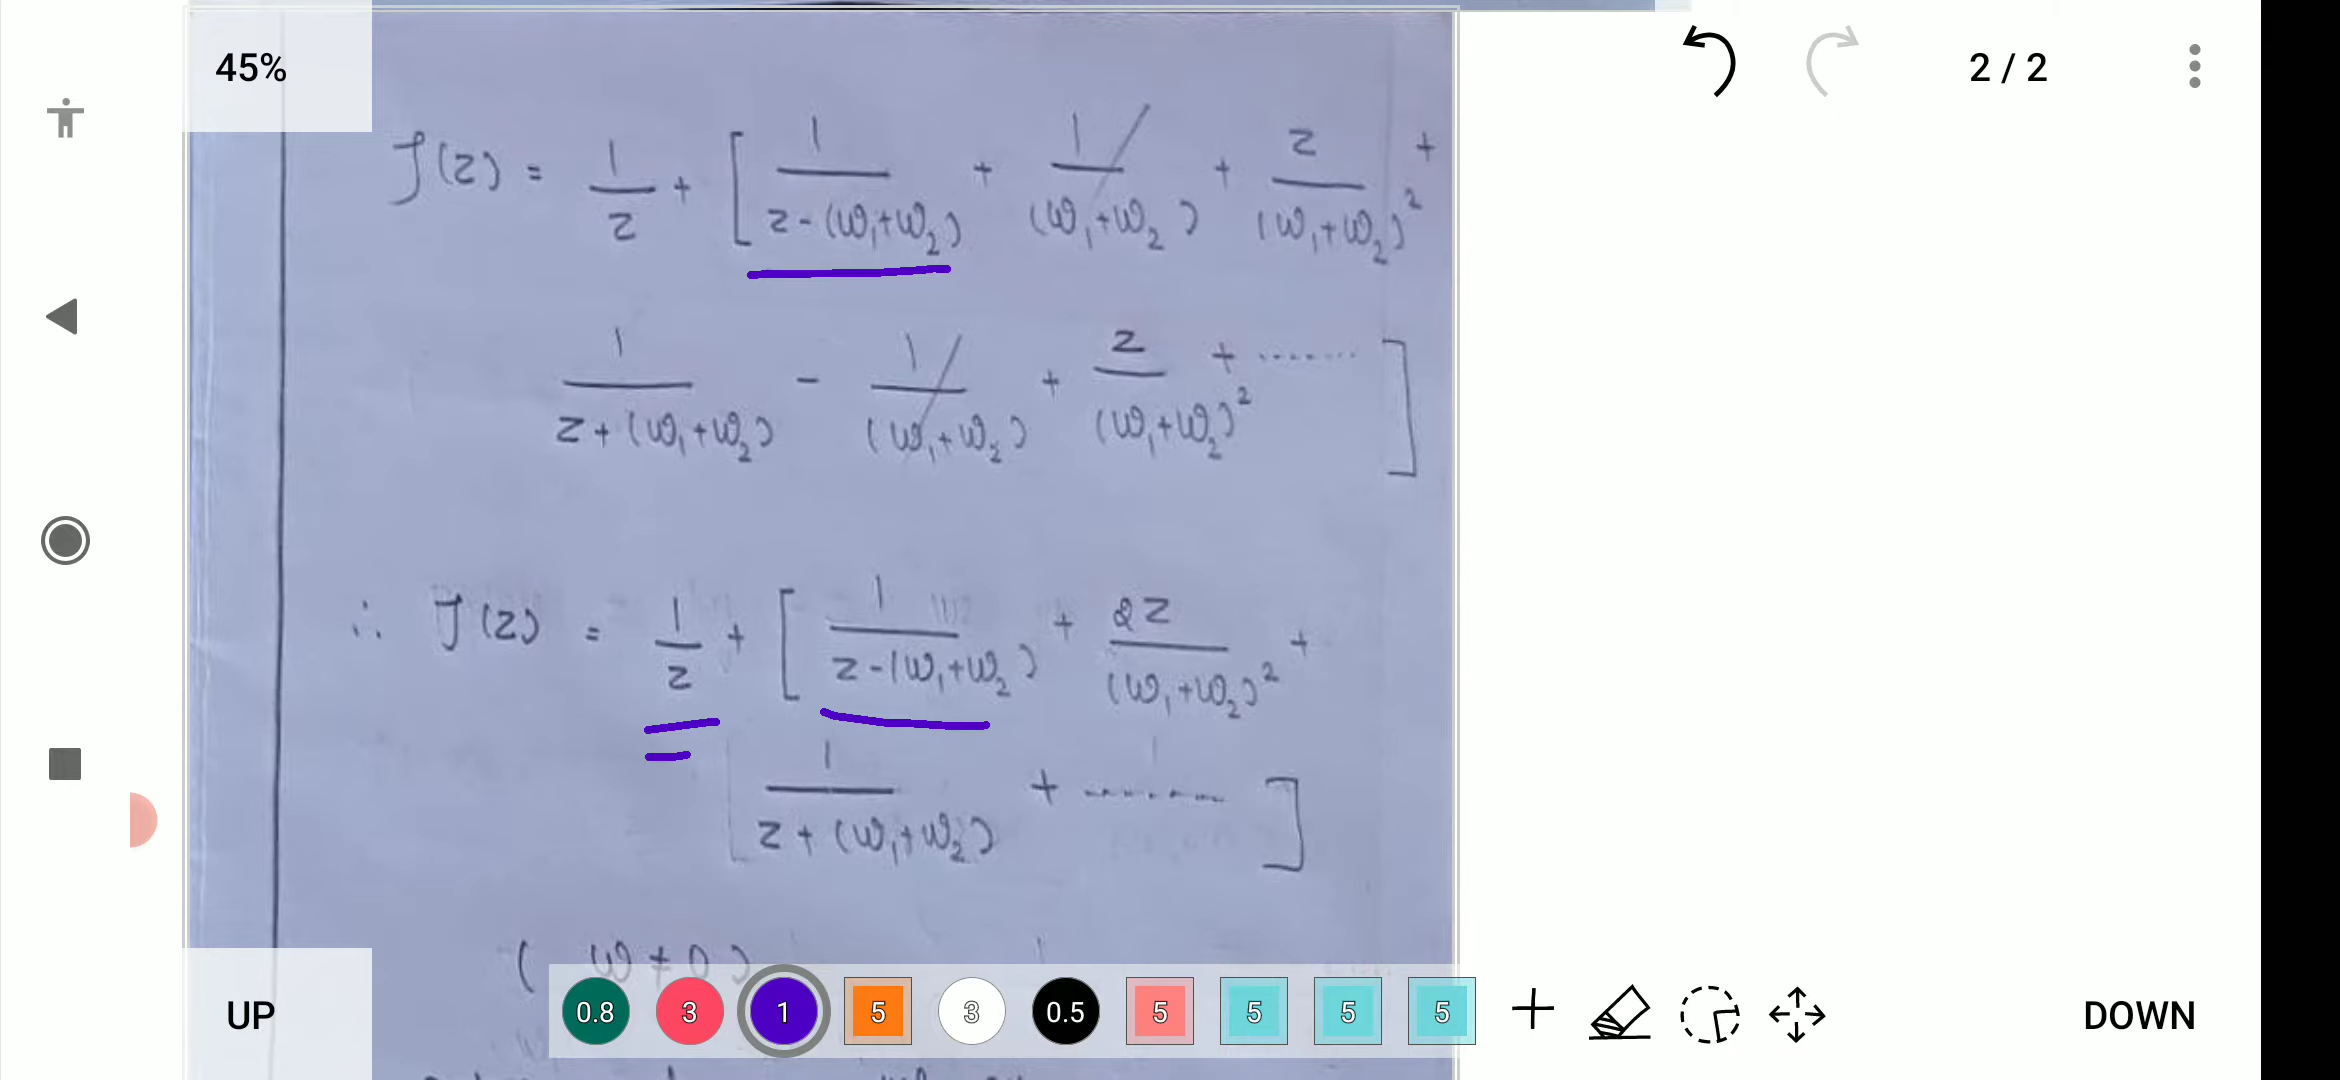 45%
2 / 2
J(z) = 1/z + [ 1/(z-(ω₁+ω₂)) + 1/(ω₁+ω₂) + z/(ω₁+ω₂)² +
1/(z+(ω₁+ω₂)) - 1/(ω₁+ω₂) + z/(ω₁+ω₂)² + ....... ]
∴ J(z) = 1/z + [ 1/(z-(ω₁+ω₂)) + 2z/(ω₁+ω₂)² +
1/(z+(ω₁+ω₂)) + ........ ]
( ω ≠ 0 )
UP
0.8 3 1 5 3 0.5 5 5 5 5
DOWN